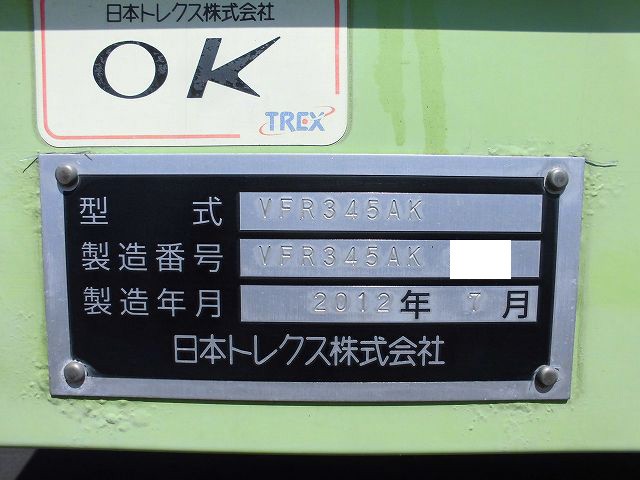 日本トレクス株式会社
OK
TREX
型 式 VFR345AK
製造番号 VFR345AK
製造年月 2012年 7月
日本トレクス株式会社